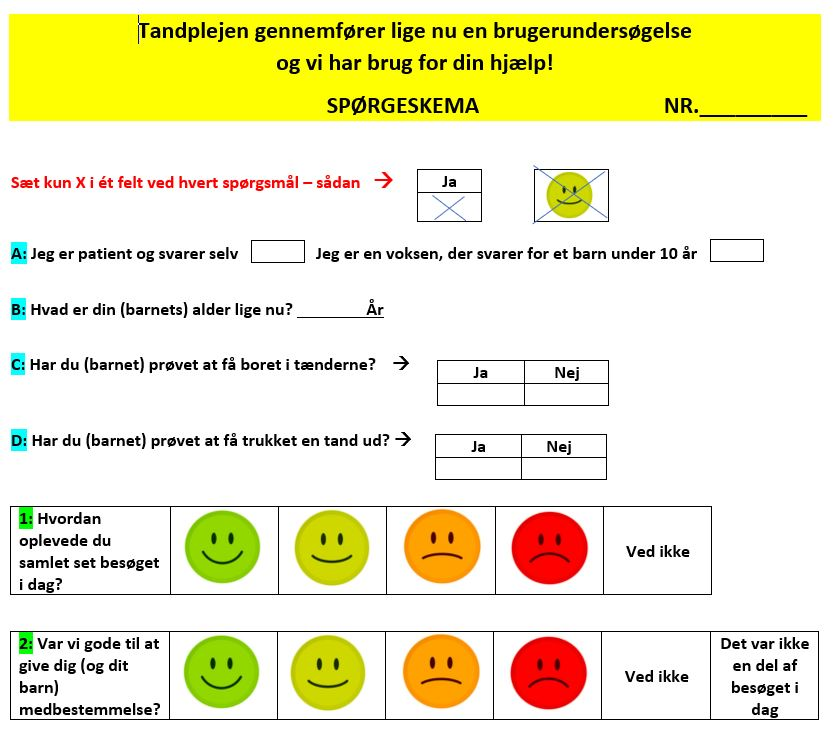 Tandplejen gennemfører lige nu en brugerundersøgelse
og vi har brug for din hjælp!
SPØRGESKEMA NR._________
Sæt kun X i ét felt ved hvert spørgsmål – sådan →
Ja
A: Jeg er patient og svarer selv Jeg er en voksen, der svarer for et barn under 10 år
B: Hvad er din (barnets) alder lige nu? ________År
C: Har du (barnet) prøvet at få boret i tænderne? →
Ja Nej
D: Har du (barnet) prøvet at få trukket en tand ud? →
Ja Nej
1: Hvordan
oplevede du
samlet set besøget
i dag?
Ved ikke
2: Var vi gode til at
give dig (og dit
barn)
medbestemmelse?
Ved ikke
Det var ikke
en del af
besøget i
dag